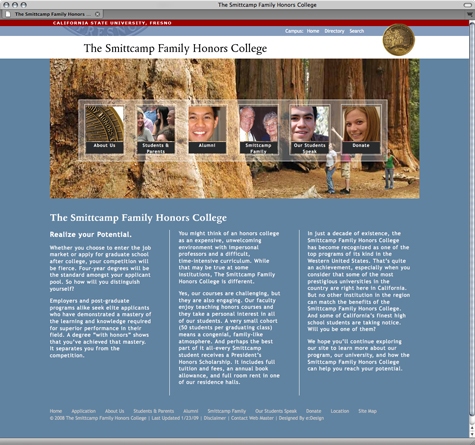 The Smittcamp Family Honors College
The Smittcamp Family Honors ...
CALIFORNIA STATE UNIVERSITY, FRESNO
Campus: Home Directory Search
The Smittcamp Family Honors College
About Us
Students & Parents
Alumni
Smittcamp Family
Our Students Speak
Donate
The Smittcamp Family Honors College
Realize your Potential.
Whether you choose to enter the job
market or apply for graduate school
after college, your competition will
be fierce. Four-year degrees will be
the standard amongst your applicant
pool. So how will you distinguish
yourself?
Employers and post-graduate
programs alike seek elite applicants
who have demonstrated a mastery of
the learning and knowledge required
for superior performance in their
field. A degree "with honors" shows
that you've achieved that mastery.
It separates you from the
competition.
You might think of an honors college
as an expensive, unwelcoming
environment with impersonal
professors and a difficult,
time-intensive curriculum. While
that may be true at some
institutions, The Smittcamp Family
Honors College is different.
Yes, our courses are challenging, but
they are also engaging. Our faculty
enjoy teaching honors courses and
they take a personal interest in all
of our students. A very small cohort
(50 students per graduating class)
means a congenial, family-like
atmosphere. And perhaps the best
part of it all-every Smittcamp
student receives a President's
Honors Scholarship. It includes full
tuition and fees, an annual book
allowance, and full room rent in one
of our residence halls.
In just a decade of existence, the
Smittcamp Family Honors College
has become recognized as one of the
top programs of its kind in the
Western United States. That's quite
an achievement, especially when you
consider that some of the most
prestigious universities in the
country are right here in California.
But no other institution in the region
can match the benefits of the
Smittcamp Family Honors College.
And some of California's finest high
school students are taking notice.
Will you be one of them?
We hope you'll continue exploring
our site to learn more about our
program, our university, and how the
Smittcamp Family Honors College
can help you reach your potential.
Home Application About Us Students & Parents Alumni Smittcamp Family Our Students Speak Donate Location Site Map
© 2008 The Smittcamp Family Honors College | Last Updated 1/23/09 | Disclaimer | Contact Web Master | Designed By e-Design